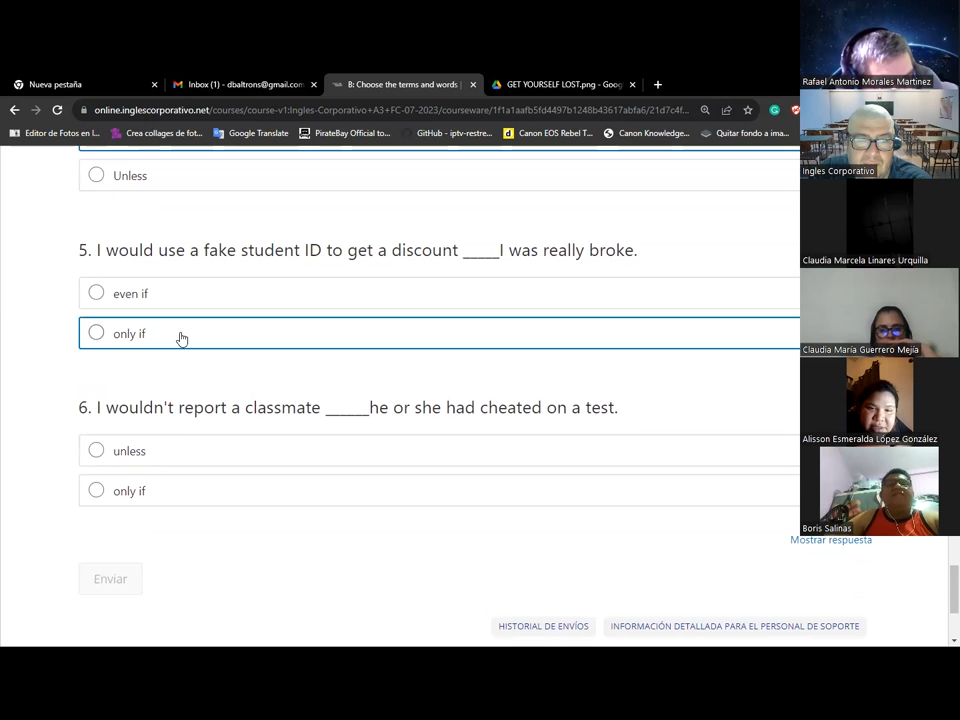 Nueva pestaña
Inbox (1) - dbaltrons@gmail.com
B: Choose the terms and words |
GET YOURSELF LOST.png - Goog
online.inglescorporativo.net/courses/course-v1:Ingles-Corporativo+A3+FC-07-2023/courseware/1f1a1aafb5fd4497b1248b43617abfa6/21d7c4f...
Editor de Fotos en l...
Crea collages de fot...
Google Translate
PirateBay Official to...
GitHub - iptv-restre...
Canon EOS Rebel T...
Canon Knowledge...
Quitar fondo a ima...
Unless
5. I would use a fake student ID to get a discount _____I was really broke.
even if
only if
6. I wouldn't report a classmate ______he or she had cheated on a test.
unless
only if
Mostrar respuesta
Enviar
HISTORIAL DE ENVÍOS
INFORMACIÓN DETALLADA PARA EL PERSONAL DE SOPORTE
Rafael Antonio Morales Martinez
Ingles Corporativo
Claudia Marcela Linares Urquilla
Claudia María Guerrero Mejía
Alisson Esmeralda López González
Boris Salinas